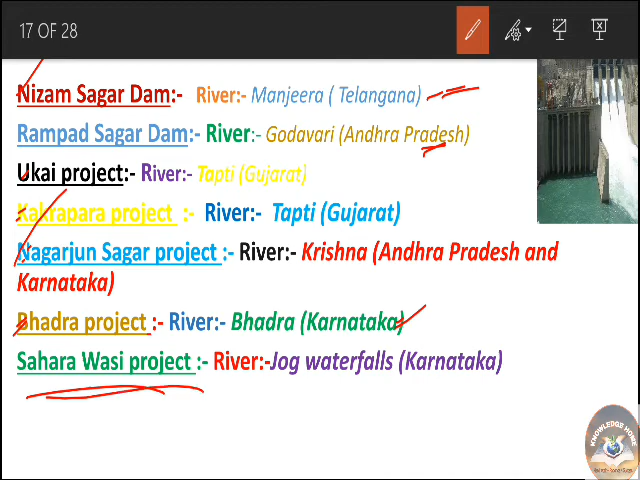 17 OF 28
Nizam Sagar Dam:- River:- Manjeera ( Telangana)
Rampad Sagar Dam:- River:- Godavari (Andhra Pradesh)
Ukai project:- River:- Tapti (Gujarat)
Kakrapara project :- River:- Tapti (Gujarat)
Nagarjun Sagar project :- River:- Krishna (Andhra Pradesh and
Karnataka)
Bhadra project :- River:- Bhadra (Karnataka)
Sahara Wasi project :- River:-Jog waterfalls (Karnataka)
KNOWLEDGE HOME